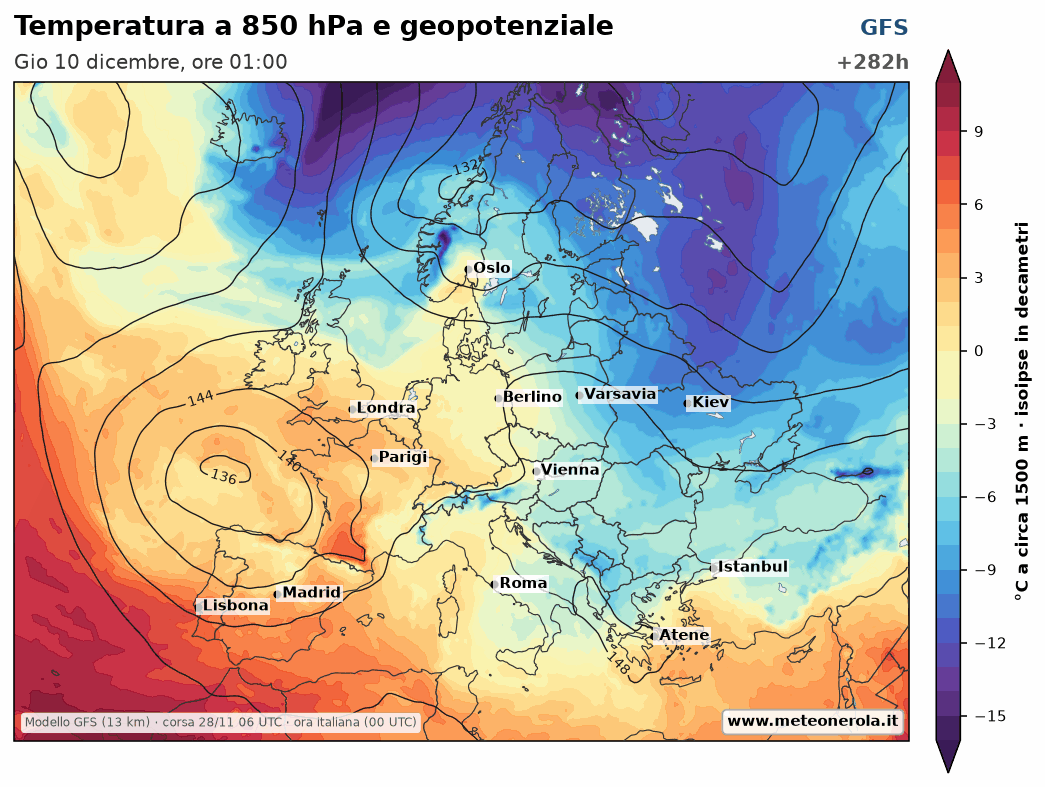 Temperatura a 850 hPa e geopotenziale
GFS
Gio 10 dicembre, ore 01:00
+282h
132
Oslo
144
Berlino
Varsavia
Kiev
Londra
Parigi
140
136
Vienna
Istanbul
Roma
Madrid
Lisbona
Atene
148
Modello GFS (13 km) · corsa 28/11 06 UTC · ora italiana (00 UTC)
www.meteonerola.it
9
6
3
0
−3
−6
−9
−12
−15
°C a circa 1500 m · isoipse in decametri